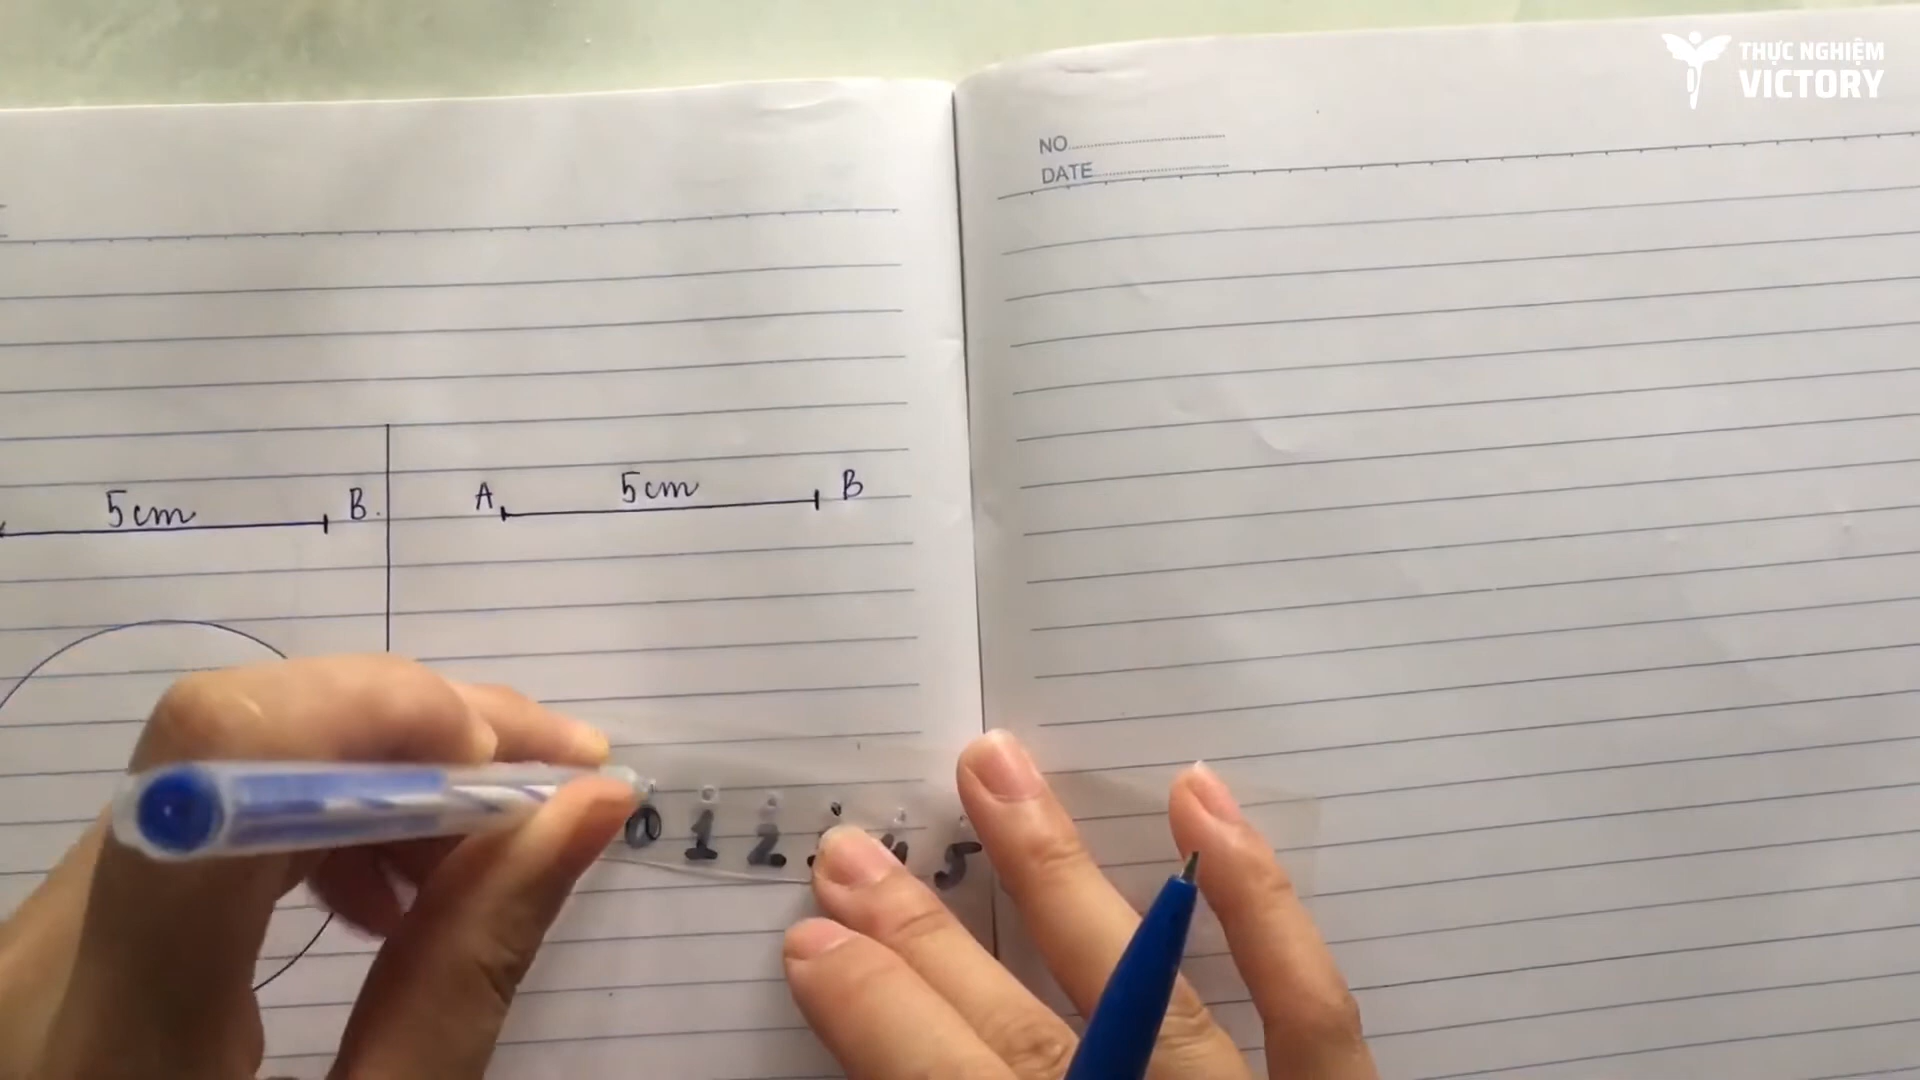 THỰC NGHIỆM
VICTORY
NO
DATE
5cm B.
A 5cm B
0 1 2 5